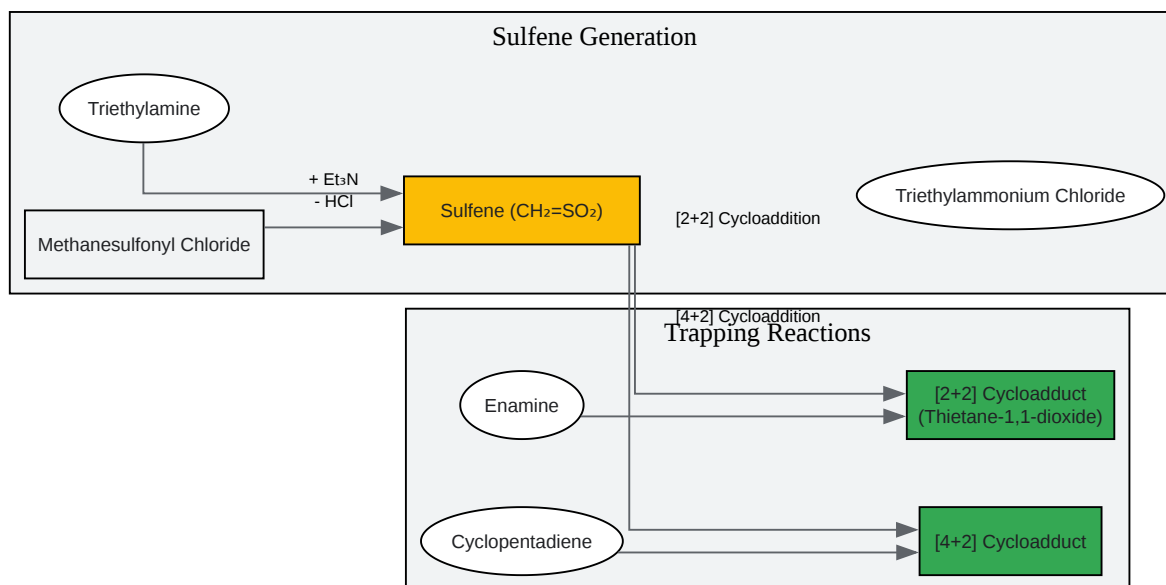 Sulfene Generation
Triethylamine
+ Et₃N
- HCl
Methanesulfonyl Chloride
Sulfene (CH₂=SO₂)
[2+2] Cycloaddition
Triethylammonium Chloride
[4+2] Cycloaddition
Trapping Reactions
Enamine
[2+2] Cycloadduct
(Thietane-1,1-dioxide)
Cyclopentadiene
[4+2] Cycloadduct